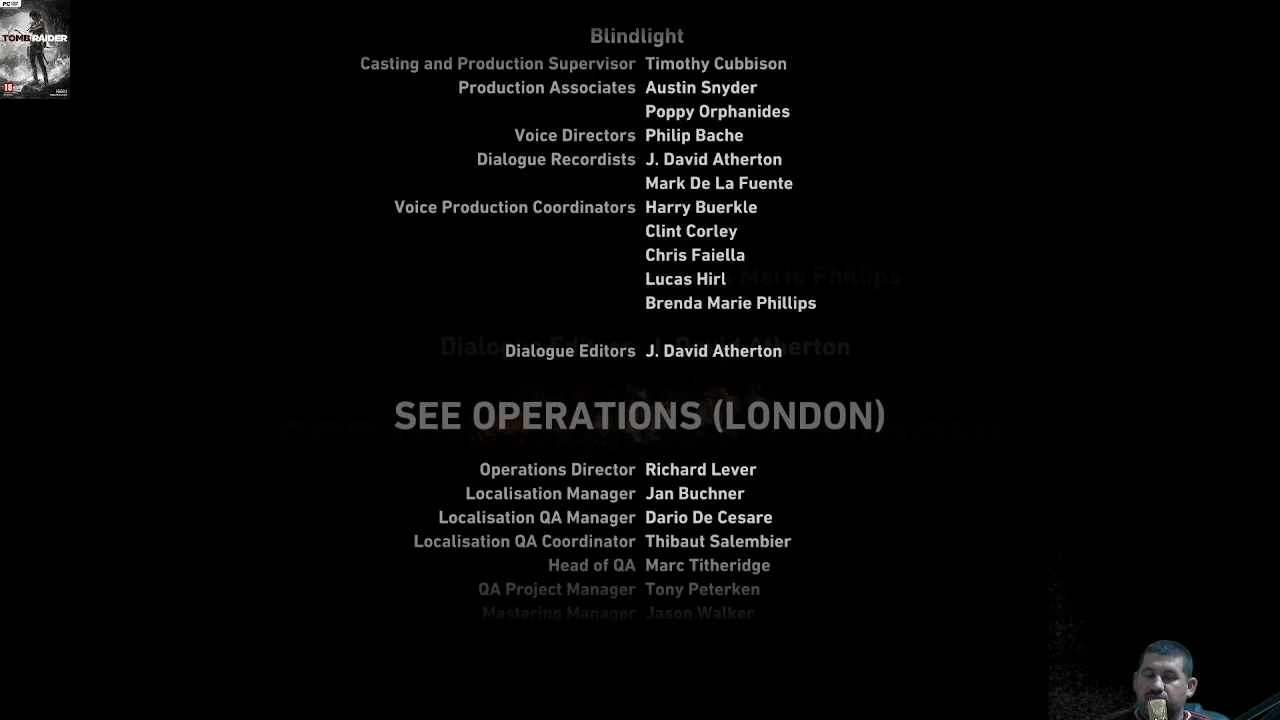 PC
TOMB RAIDER
18
Blindlight
Casting and Production Supervisor Timothy Cubbison
Production Associates Austin Snyder
Poppy Orphanides
Voice Directors Philip Bache
Dialogue Recordists J. David Atherton
Mark De La Fuente
Voice Production Coordinators Harry Buerkle
Clint Corley
Chris Faiella
Lucas Hirl
Brenda Marie Phillips
Dialogue Editors J. David Atherton
SEE OPERATIONS (LONDON)
Operations Director Richard Lever
Localisation Manager Jan Buchner
Localisation QA Manager Dario De Cesare
Localisation QA Coordinator Thibaut Salembier
Head of QA Marc Titheridge
QA Project Manager Tony Peterken
Mastering Manager Jason Walker